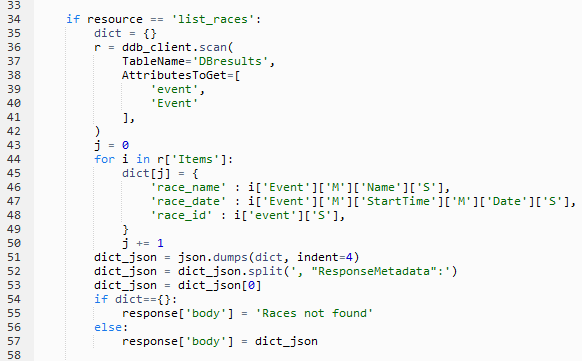 33
34 if resource == 'list_races':
35 dict = {}
36 r = ddb_client.scan(
37 TableName='DBresults',
38 AttributesToGet=[
39 'event',
40 'Event'
41 ],
42 )
43 j = 0
44 for i in r['Items']:
45 dict[j] = {
46 'race_name' : i['Event']['M']['Name']['S'],
47 'race_date' : i['Event']['M']['StartTime']['M']['Date']['S'],
48 'race_id' : i['event']['S'],
49 }
50 j += 1
51 dict_json = json.dumps(dict, indent=4)
52 dict_json = dict_json.split(', "ResponseMetadata":')
53 dict_json = dict_json[0]
54 if dict=={}:
55 response['body'] = 'Races not found'
56 else:
57 response['body'] = dict_json
58